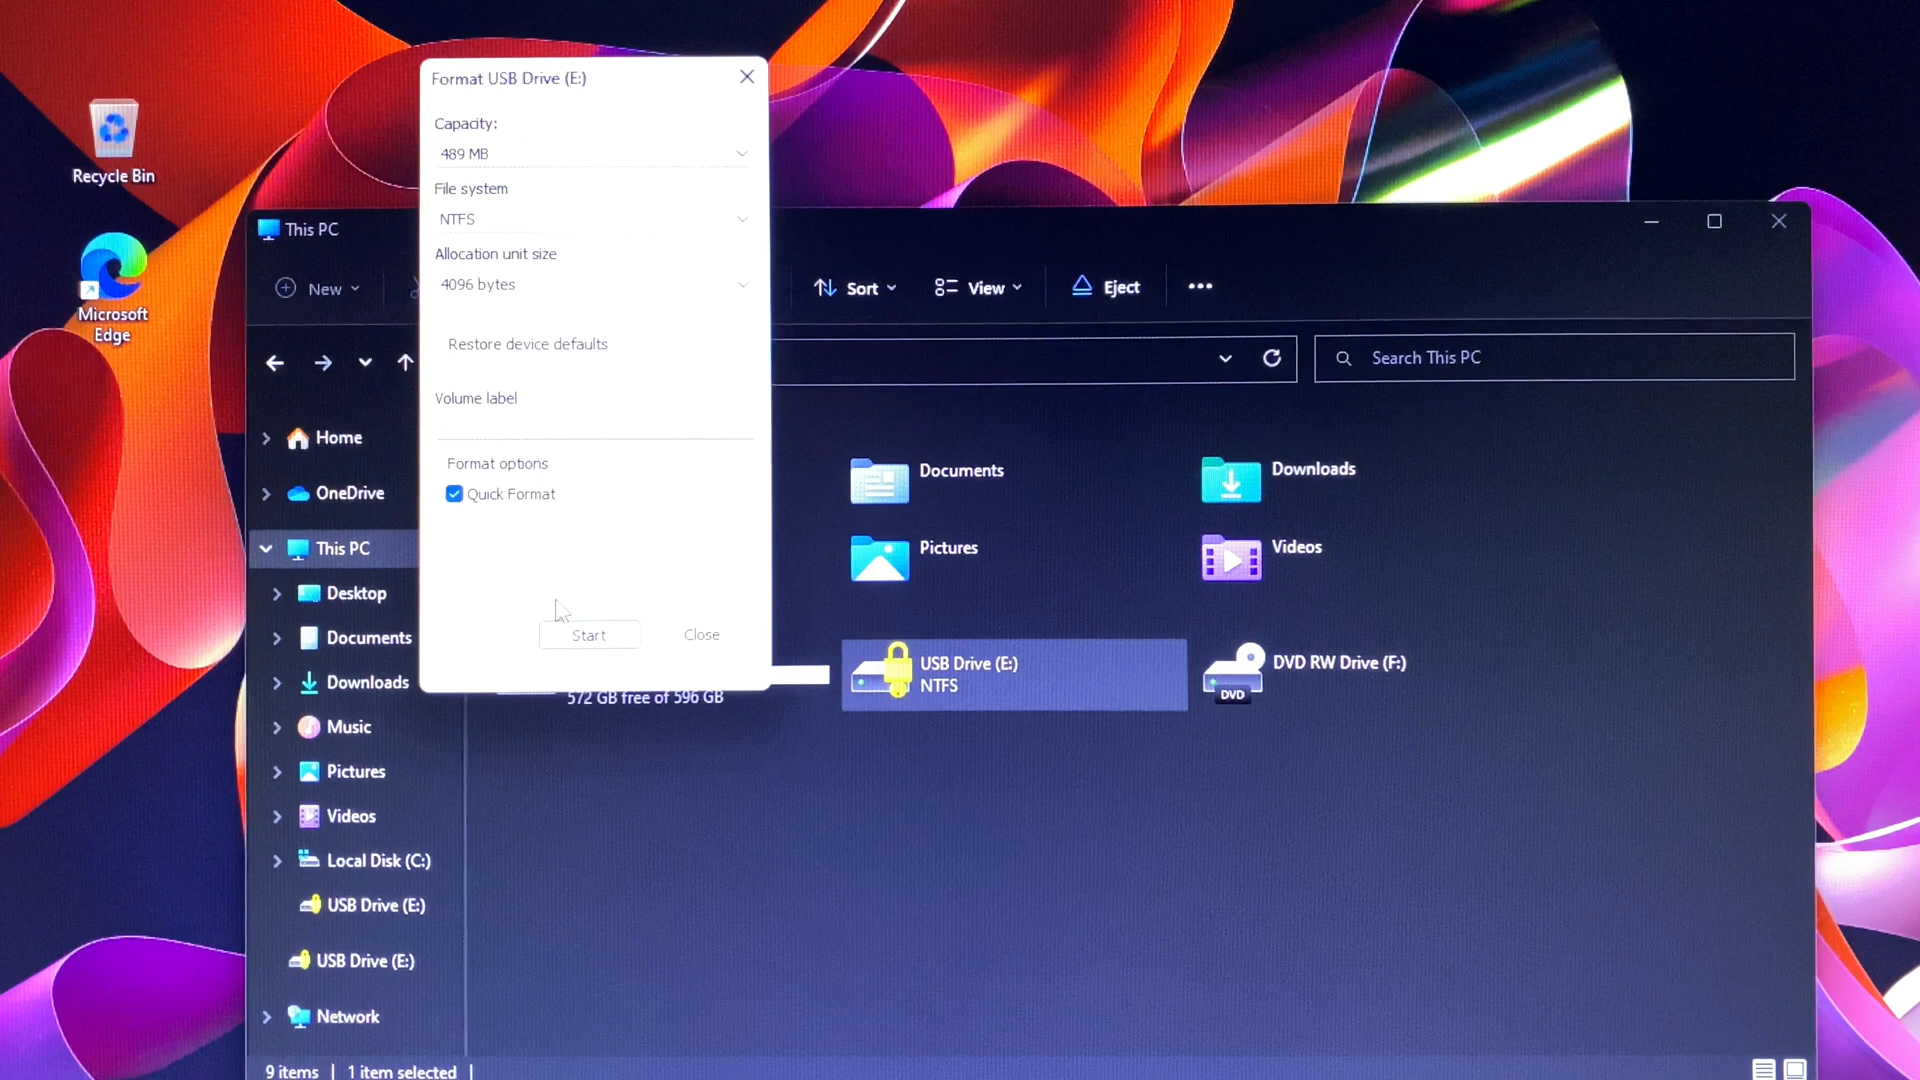 Recycle Bin
Microsoft
Edge
Format USB Drive (E:)
Capacity:
489 MB
File system
NTFS
Allocation unit size
4096 bytes
Restore device defaults
Volume label
Format options
Quick Format
Start
Close
This PC
New
Sort
View
Eject
Search This PC
Home
OneDrive
This PC
Desktop
Documents
Downloads
Music
Pictures
Videos
Local Disk (C:)
USB Drive (E:)
USB Drive (E:)
Network
Documents
Downloads
Pictures
Videos
572 GB free of 596 GB
USB Drive (E:)
NTFS
DVD RW Drive (F:)
DVD
9 items
1 item selected